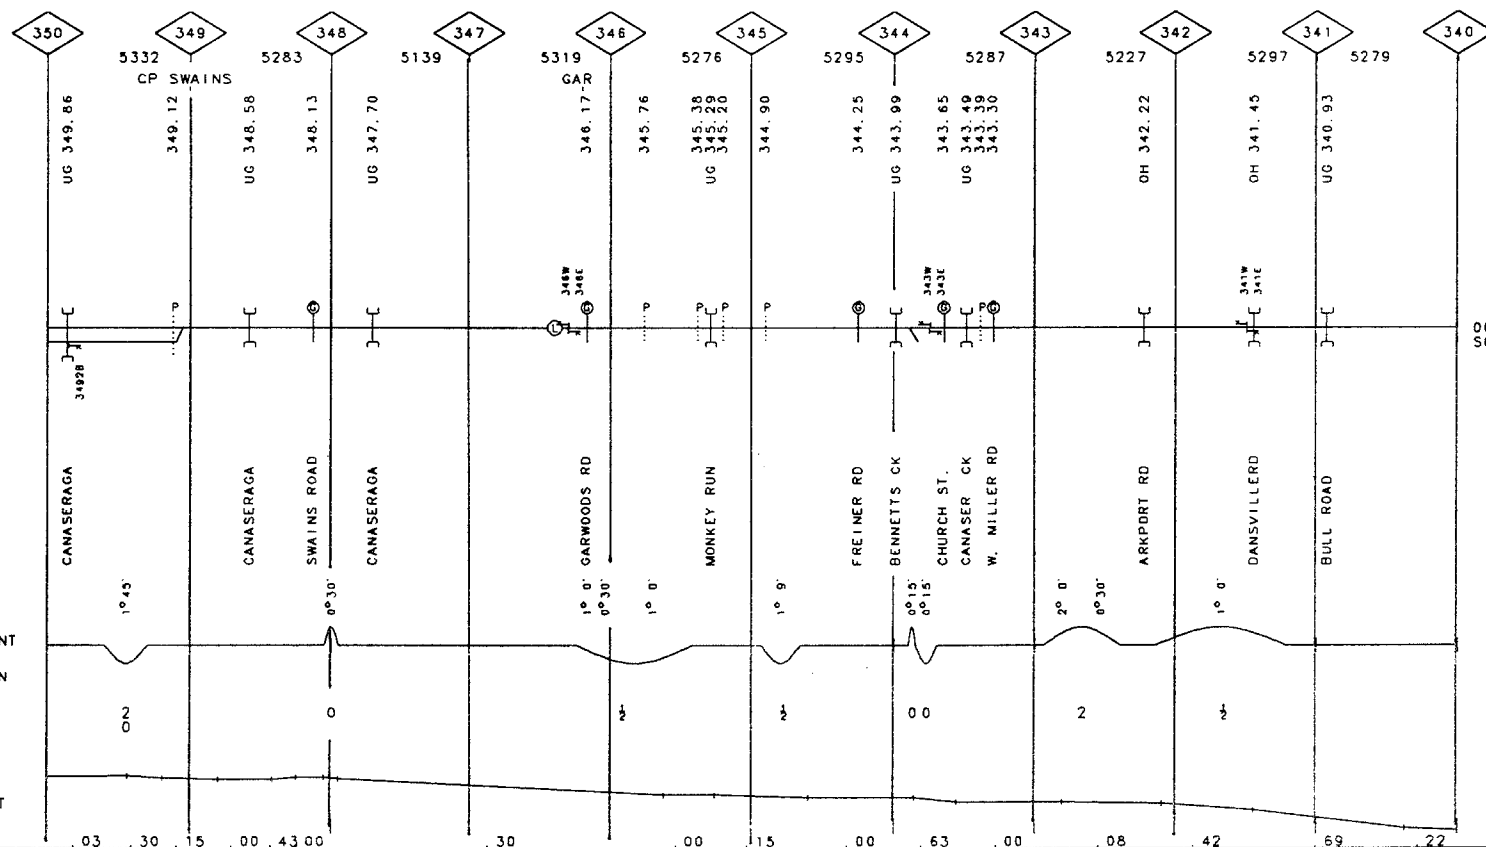 350 349 348 347 346 345 344 343 342 341 340
5332 5283 5139 5319 5276 5295 5287 5227 5297 5279
CP SWAINS GAR
UG 349.86
349.12
UG 348.58
348.13
UG 347.70
346.17
345.76
345.38
UG 345.29
345.20
344.90
344.25
UG 343.99
343.65
UG 343.49
343.39
343.30
OH 342.22
OH 341.45
UG 340.93
346W
346E
343W
343E
341W
341E
P G L G P P P P G G P G
3492B
CANASERAGA
CANASERAGA
SWAINS ROAD
CANASERAGA
GARWOODS RD
MONKEY RUN
FREINER RD
BENNETTS CK
CHURCH ST.
CANASER CK
W. MILLER RD
ARKPORT RD
DANSVILLERD
BULL ROAD
1° 45'
0° 30'
1° 0'
0° 30'
1° 0'
1° 9'
0° 15'
0° 15'
2° 0'
0° 30'
1° 0'
NT
N
2 0 ½ ½ 0 0 2 ½
0
T
.03 .30 .15 .00 .43 00 .30 .00 .15 .00 .63 .00 .08 .42 .69 .22